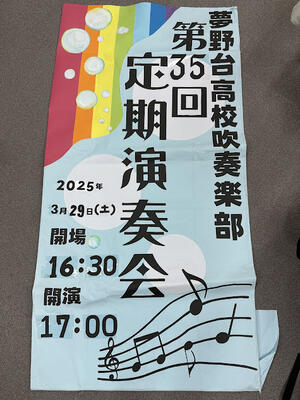 夢野台高校吹奏楽部
第35回
定期演奏会
2025年
3月29日(土)
開場
16:30
開演
17:00